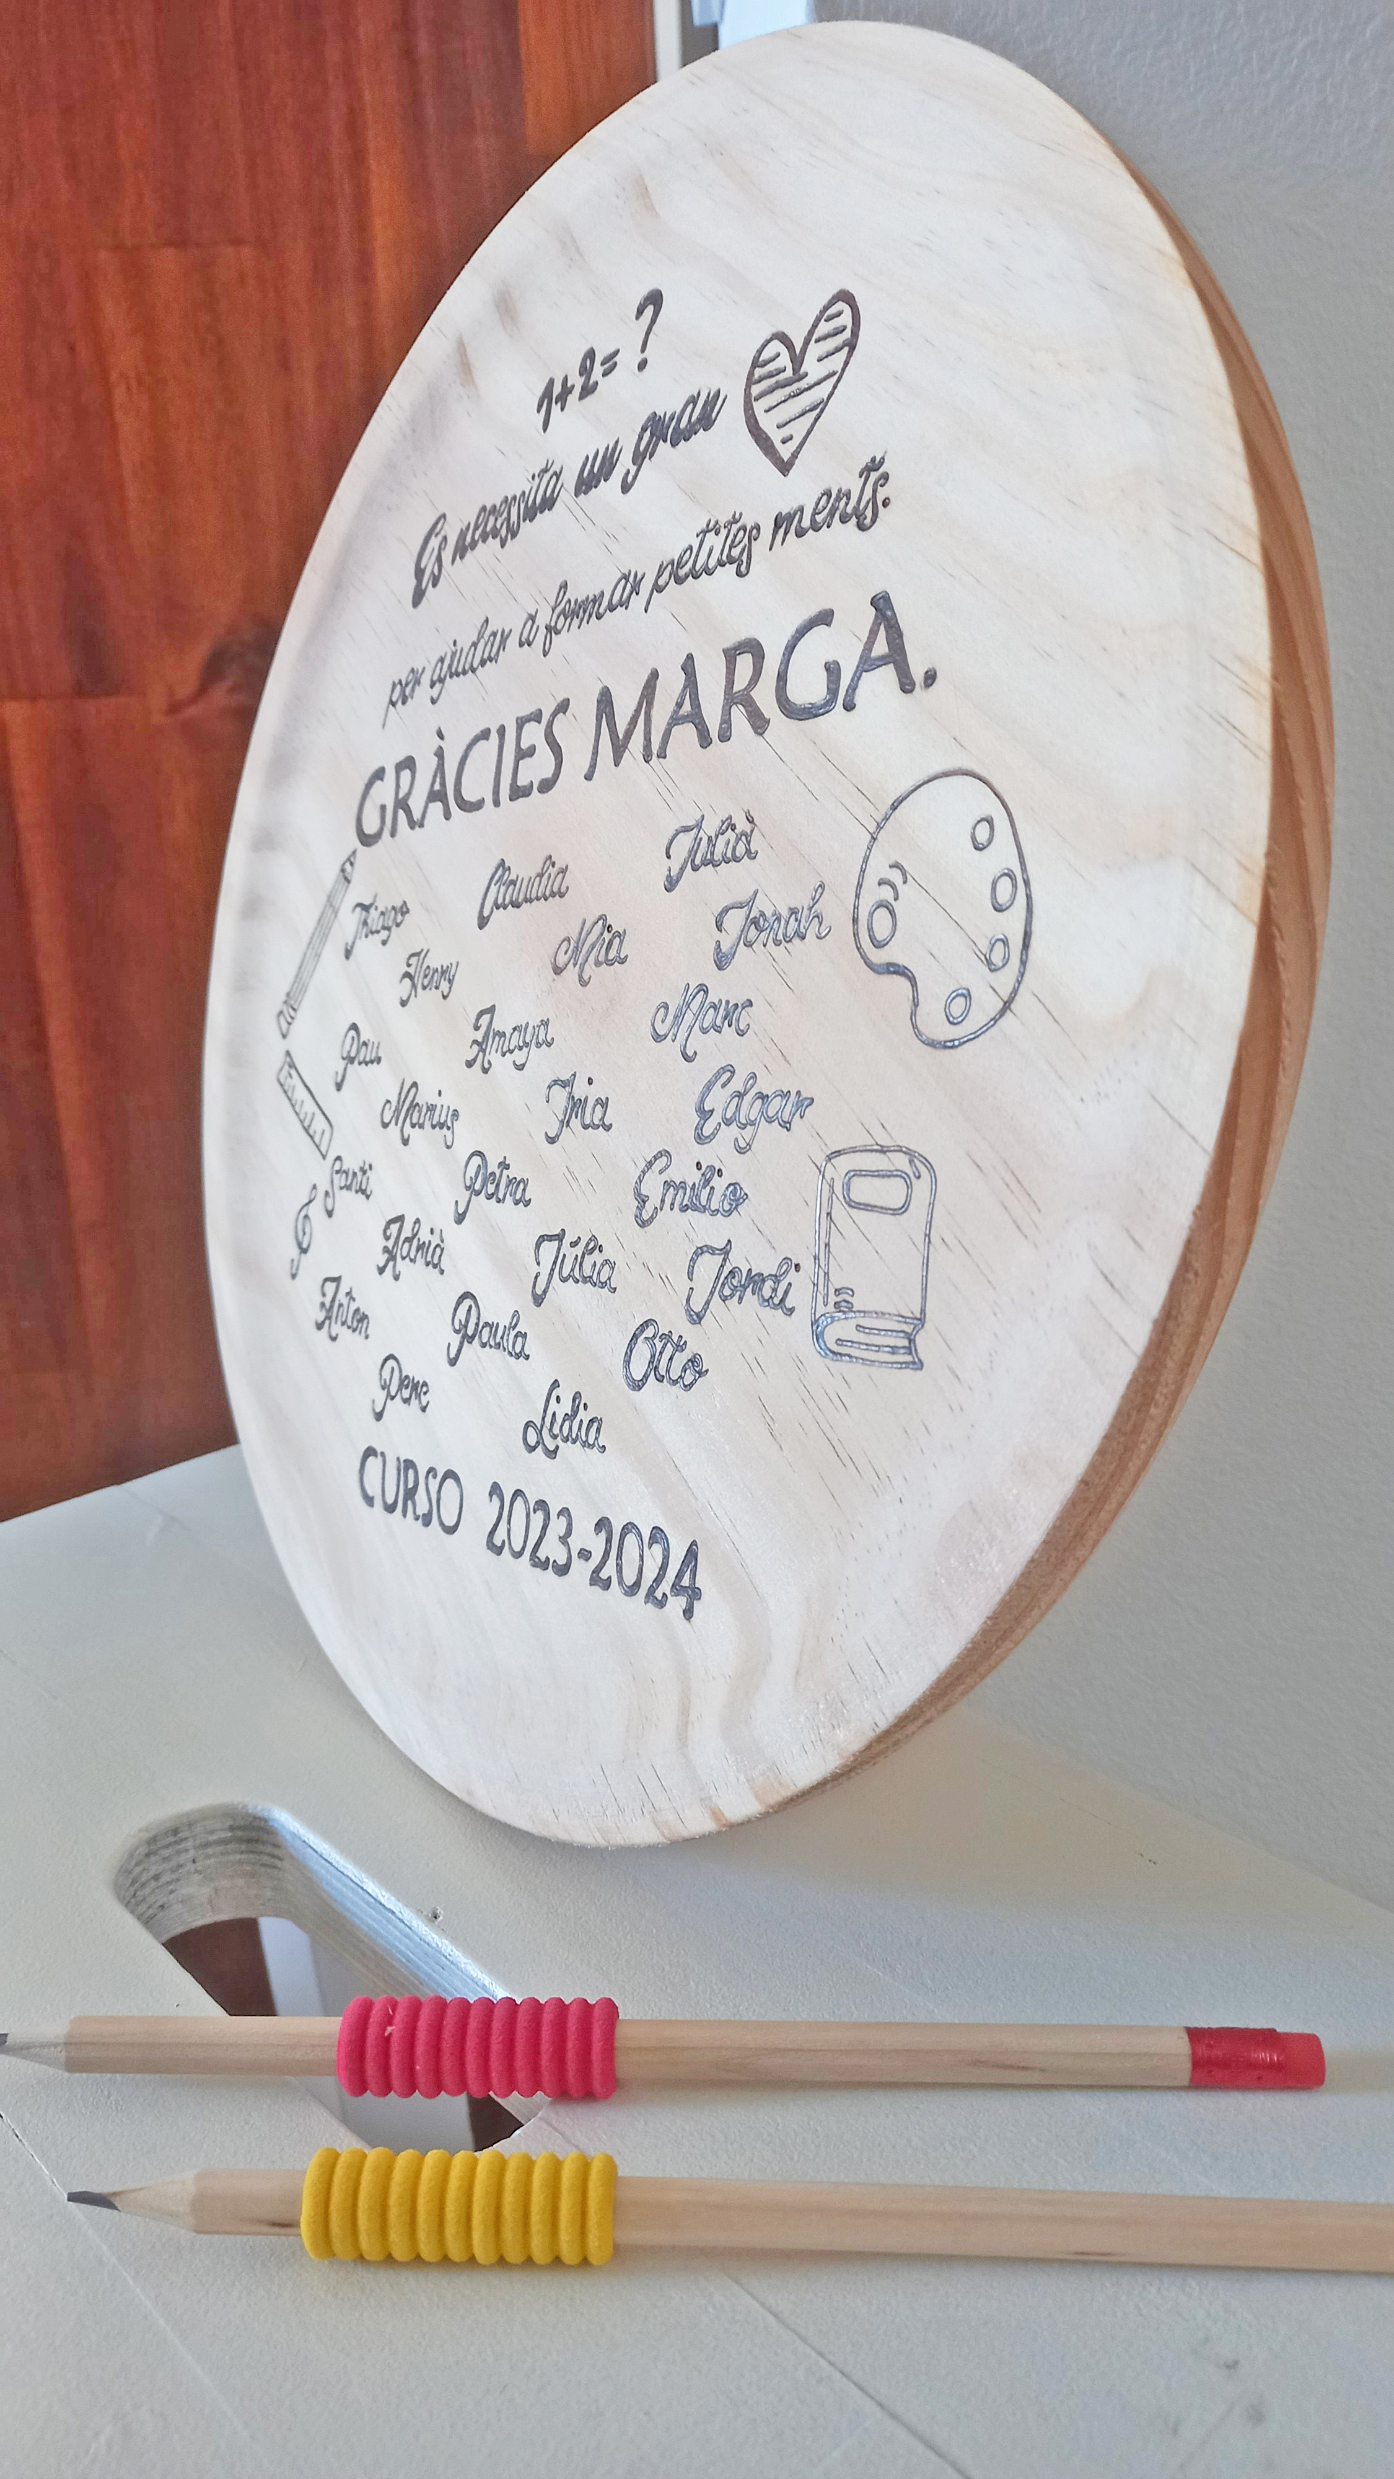 1+2=?
Es necessita un gran
per ajudar a formar petites ments.
GRÀCIES MARGA.
Thiago Claudia Julià
Henry Mia Jonah
Pau Amaya Marc
Marius Iria Edgar
Santi Petra Emilio
Adrià Júlia Jordi
Anton Paula Otto
Pere Lidia
CURSO 2023-2024